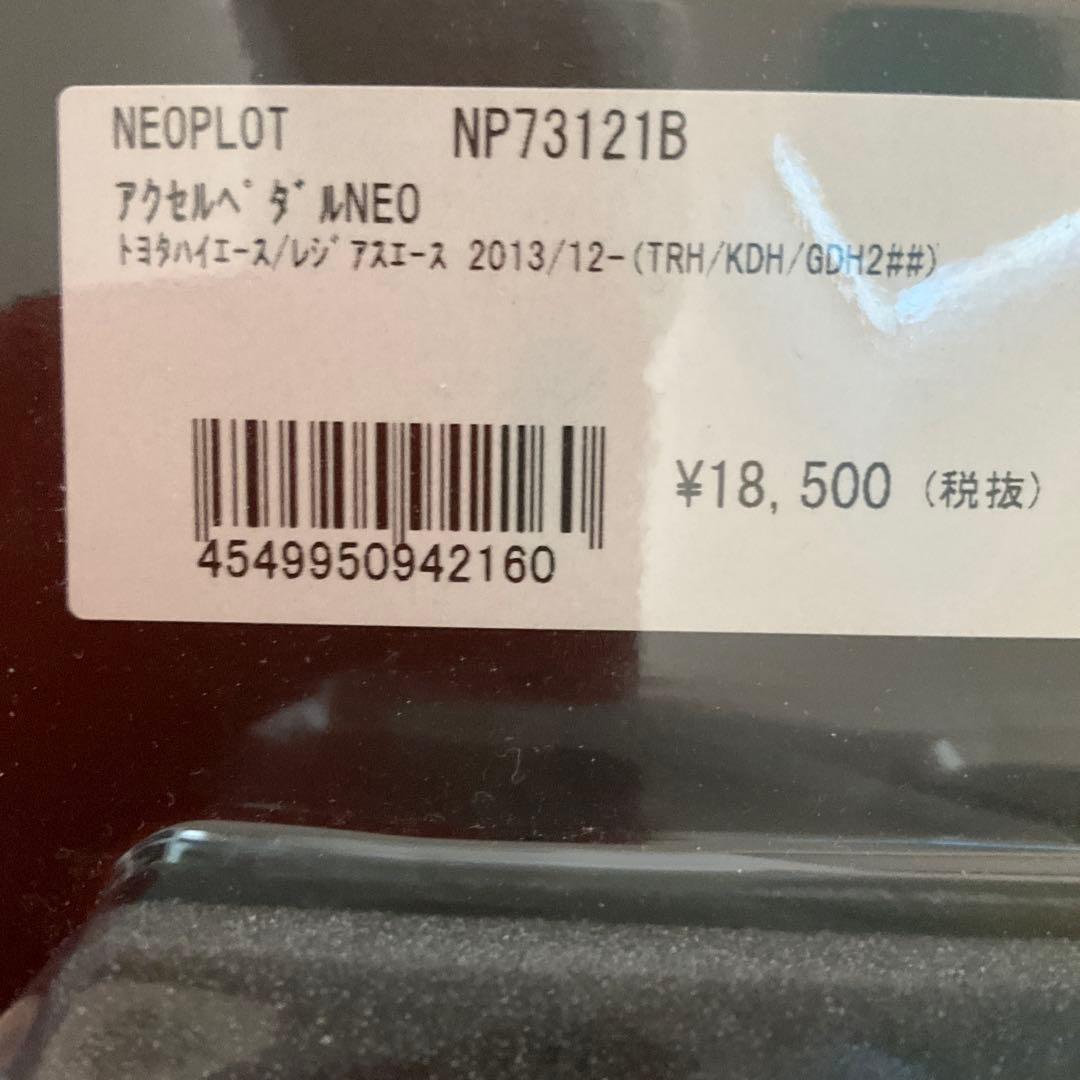 NEOPLOT NP73121B
ｱｸｾﾙﾍﾟﾀﾞﾙNEO
ﾄﾖﾀﾊｲｴｰｽ/ﾚｼﾞｱｽｴｰｽ 2013/12-(TRH/KDH/GDH2##)
¥18,500 (税抜)
4549950942160